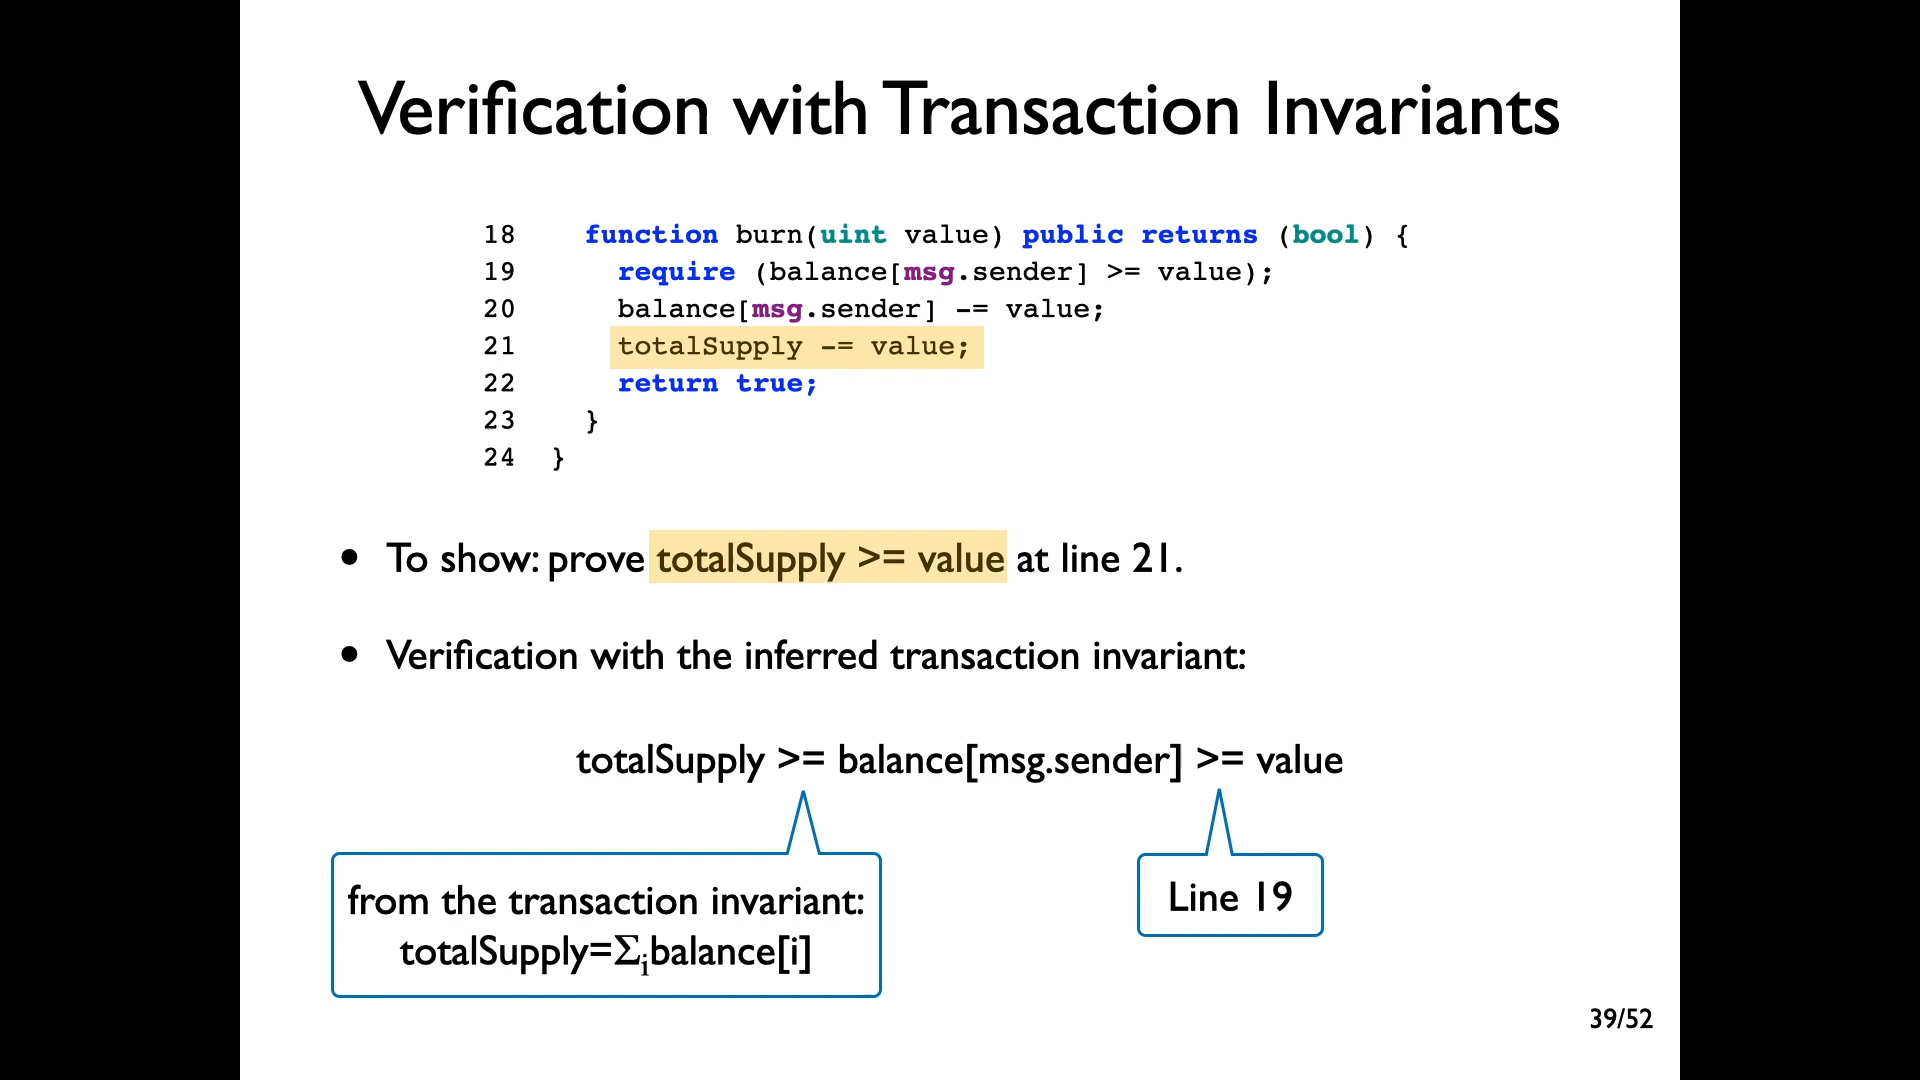 Verification with Transaction Invariants
18 function burn(uint value) public returns (bool) {
19 require (balance[msg.sender] >= value);
20 balance[msg.sender] -= value;
21 totalSupply -= value;
22 return true;
23 }
24 }
• To show: prove totalSupply >= value at line 21.
• Verification with the inferred transaction invariant:
totalSupply >= balance[msg.sender] >= value
from the transaction invariant:
totalSupply=Σᵢbalance[i]
Line 19
39/52